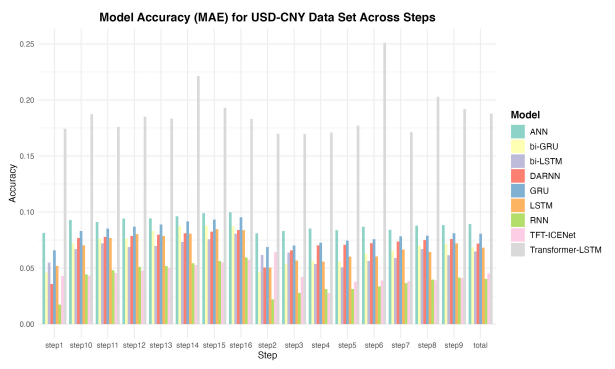 Model Accuracy (MAE) for USD-CNY Data Set Across Steps
0.25
0.20
0.15
0.10
0.05
0.00
Accuracy
step1 step10 step11 step12 step13 step14 step15 step16 step2 step3 step4 step5 step6 step7 step8 step9 total
Step
Model
ANN
bi-GRU
bi-LSTM
DARNN
GRU
LSTM
RNN
TFT-ICENet
Transformer-LSTM